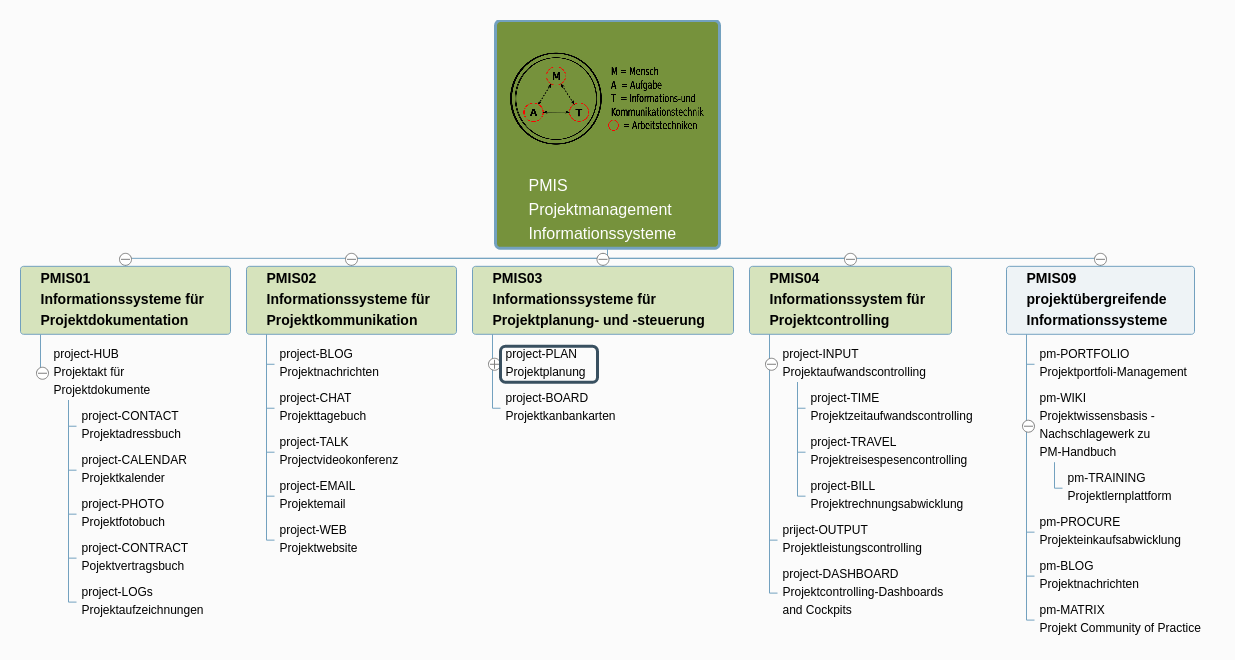 M
A
T
M = Mensch
A = Aufgabe
T = Informations-und
Kommunikationstechnik
= Arbeitstechniken
PMIS
Projektmanagement
Informationssysteme
PMIS01
Informationssysteme für
Projektdokumentation
project-HUB
Projektakt für
Projektdokumente
project-CONTACT
Projektadressbuch
project-CALENDAR
Projektkalender
project-PHOTO
Projektfotobuch
project-CONTRACT
Pojektvertragsbuch
project-LOGs
Projektaufzeichnungen
PMIS02
Informationssysteme für
Projektkommunikation
project-BLOG
Projektnachrichten
project-CHAT
Projekttagebuch
project-TALK
Projectvideokonferenz
project-EMAIL
Projektemail
project-WEB
Projektwebsite
PMIS03
Informationssysteme für
Projektplanung- und -steuerung
project-PLAN
Projektplanung
project-BOARD
Projektkanbankarten
PMIS04
Informationssystem für
Projektcontrolling
project-INPUT
Projektaufwandscontrolling
project-TIME
Projektzeitaufwandscontrolling
project-TRAVEL
Projektreisespesencontrolling
project-BILL
Projektrechnungsabwicklung
priject-OUTPUT
Projektleistungscontrolling
project-DASHBOARD
Projektcontrolling-Dashboards
and Cockpits
PMIS09
projektübergreifende
Informationssysteme
pm-PORTFOLIO
Projektportfoli-Management
pm-WIKI
Projektwissensbasis -
Nachschlagewerk zu
PM-Handbuch
pm-TRAINING
Projektlernplattform
pm-PROCURE
Projekteinkaufsabwicklung
pm-BLOG
Projektnachrichten
pm-MATRIX
Projekt Community of Practice